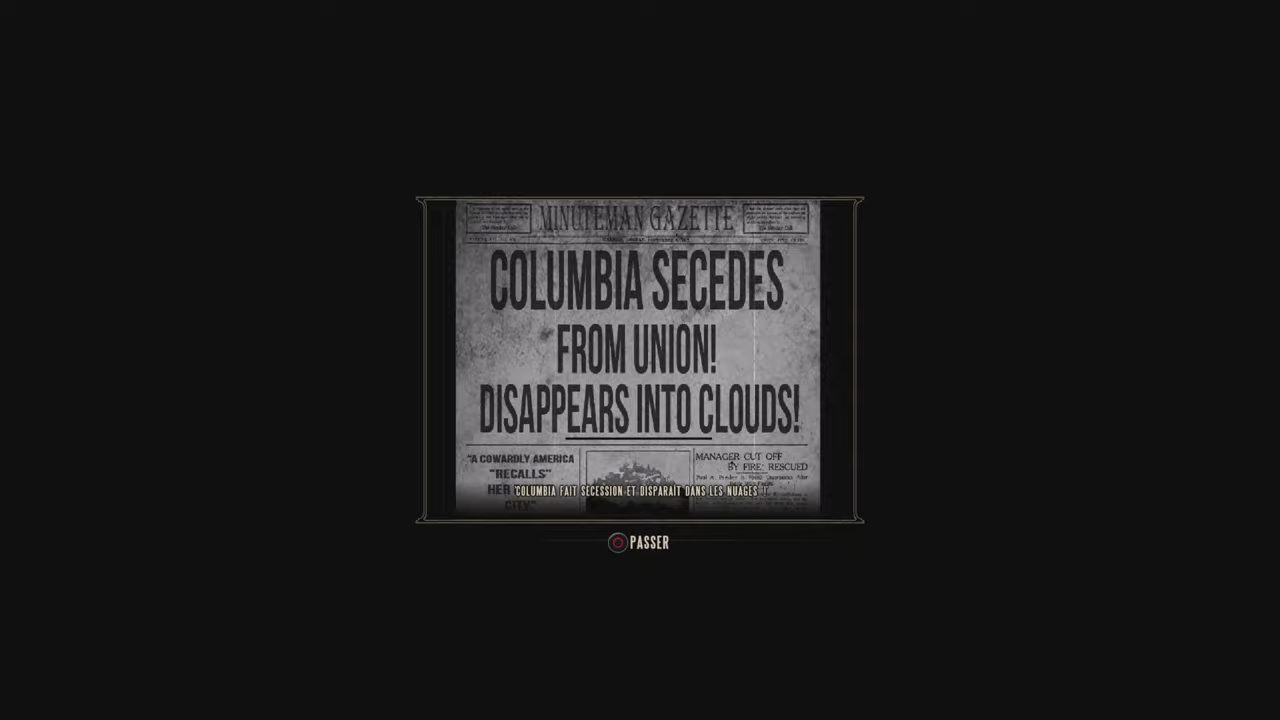 MINUTEMAN GAZETTE
COLUMBIA SECEDES
FROM UNION!
DISAPPEARS INTO CLOUDS!
"A COWARDLY AMERICA
"RECALLS"
HER
CITY"
MANAGER CUT OFF
BY FIRE; RESCUED
"COLUMBIA FAIT SÉCESSION ET DISPARAÎT DANS LES NUAGES"
PASSER